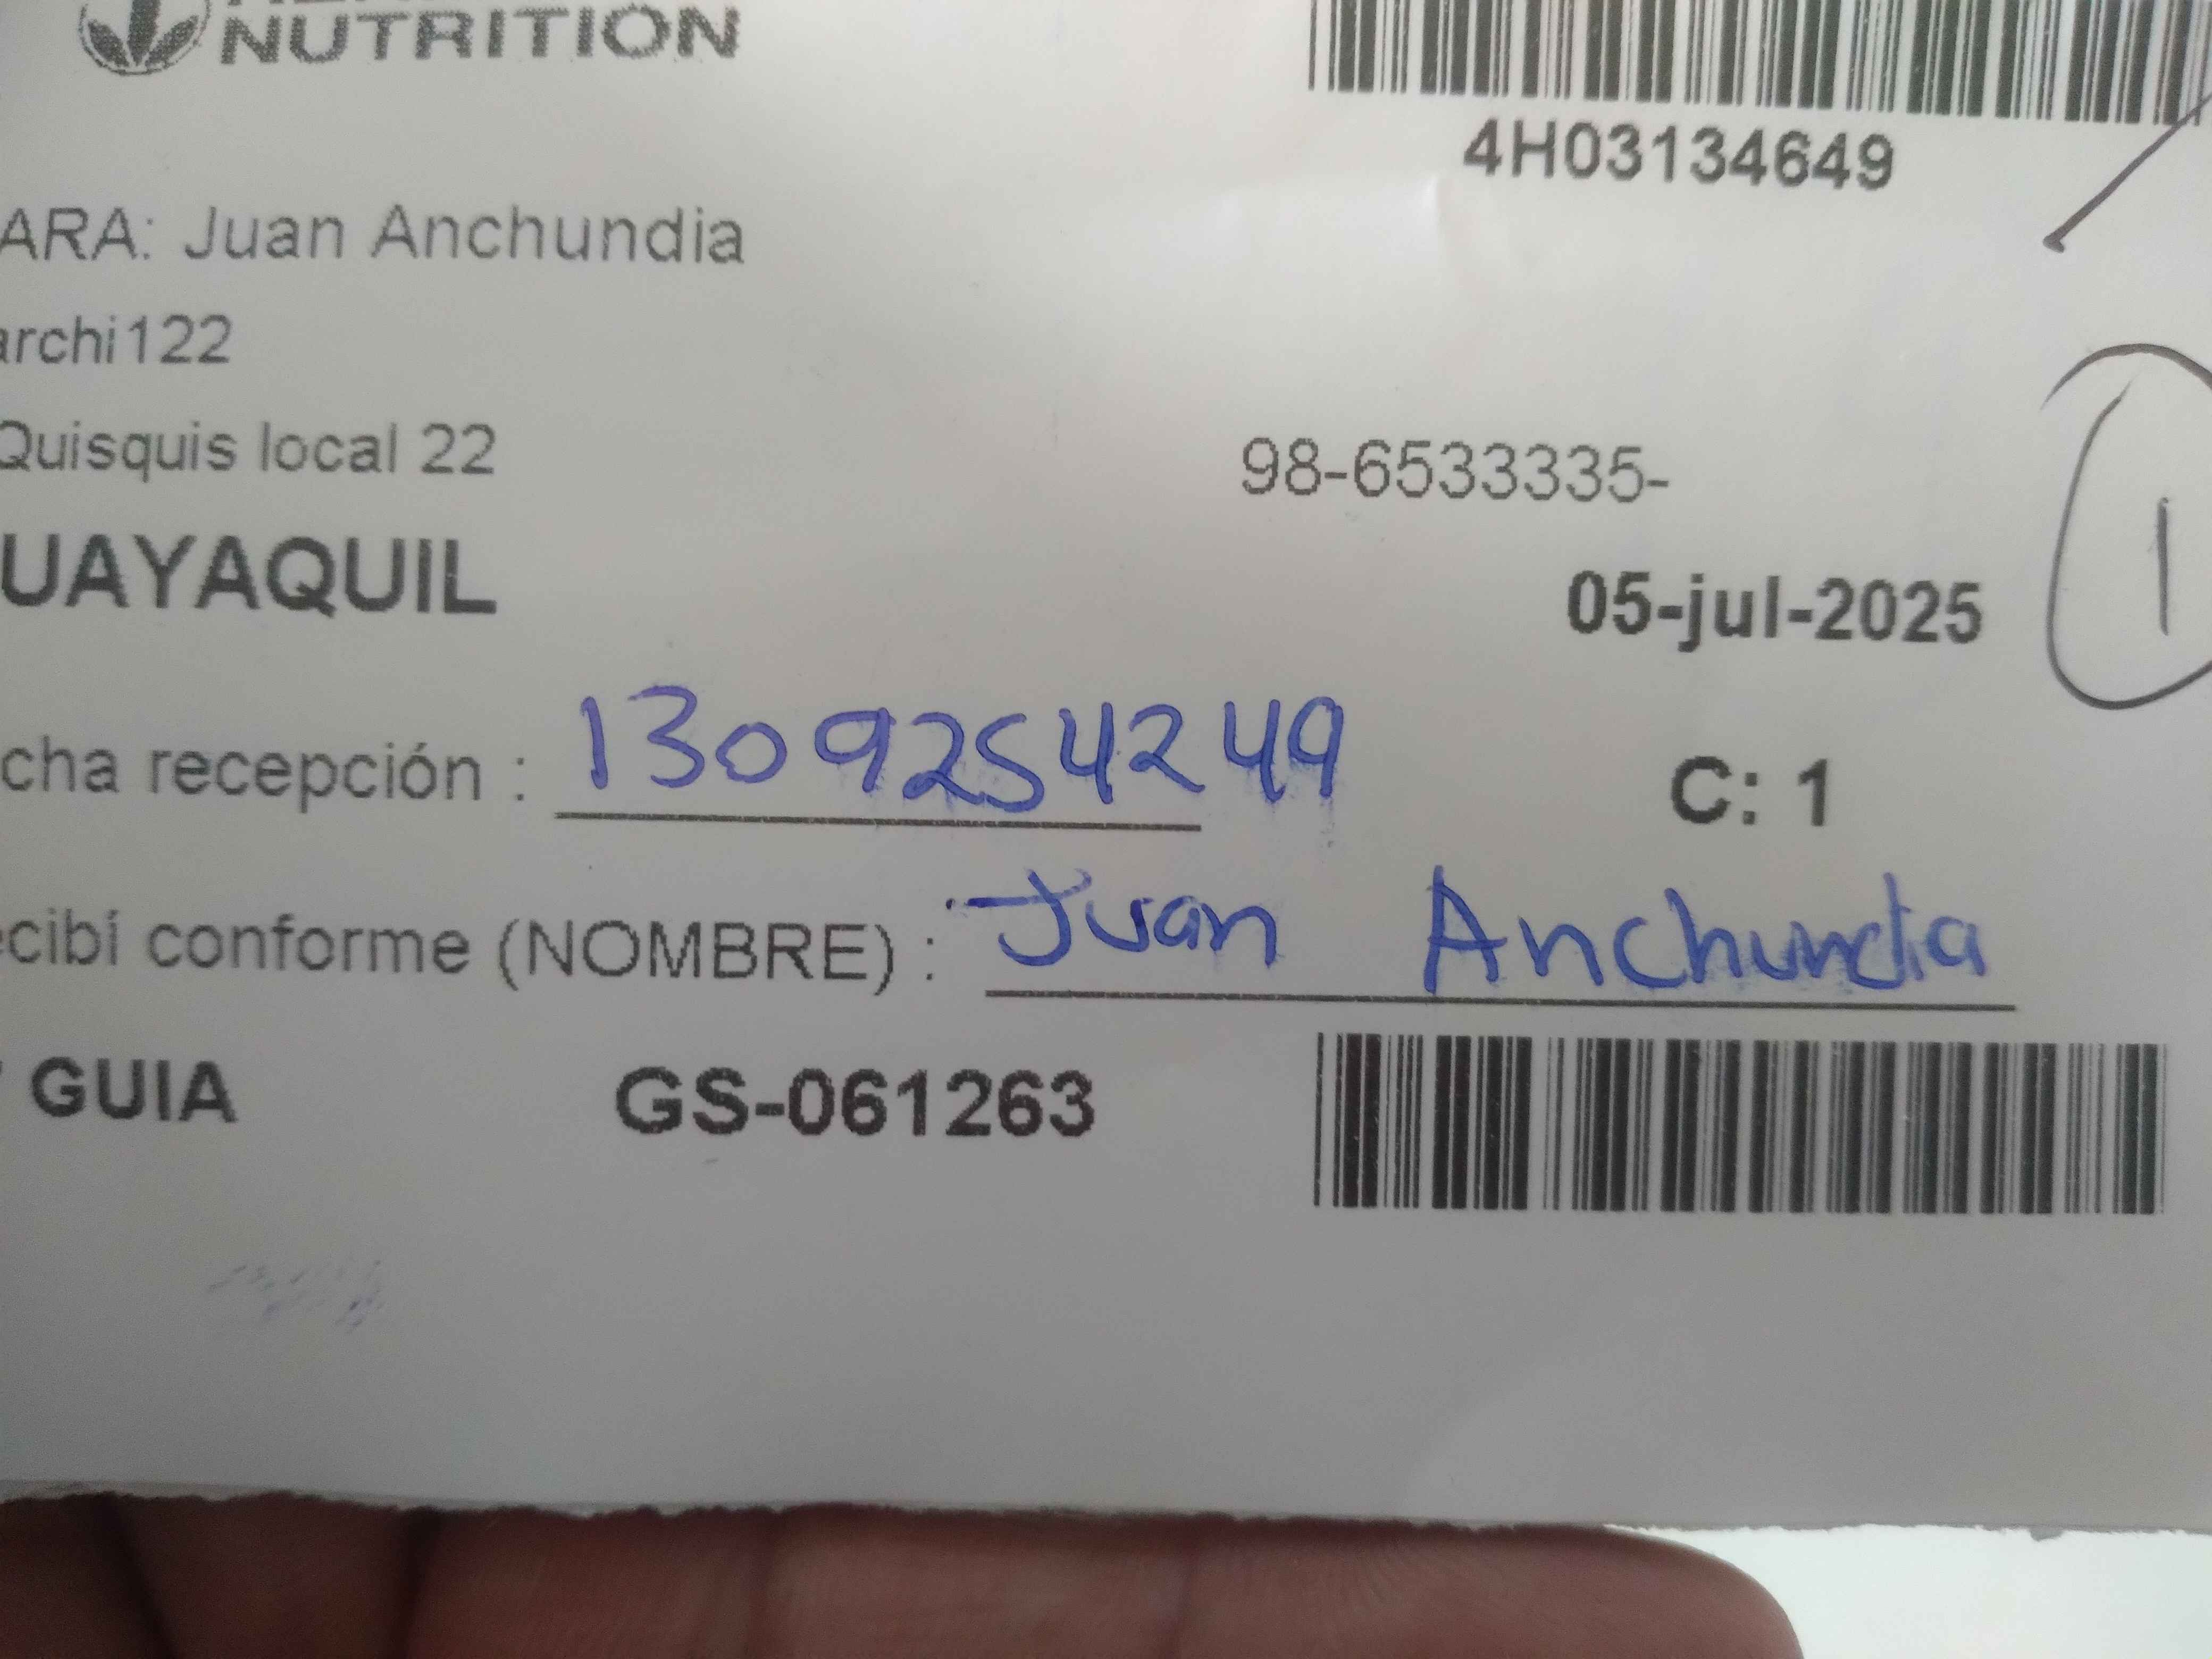 NUTRITION
4H03134649
ARA: Juan Anchundia
archi122
Quisquis local 22
98-6533335-
UAYAQUIL
05-jul-2025
1
cha recepción : 1309254249
C: 1
cibí conforme (NOMBRE) : Juan Anchundia
GUIA GS-061263